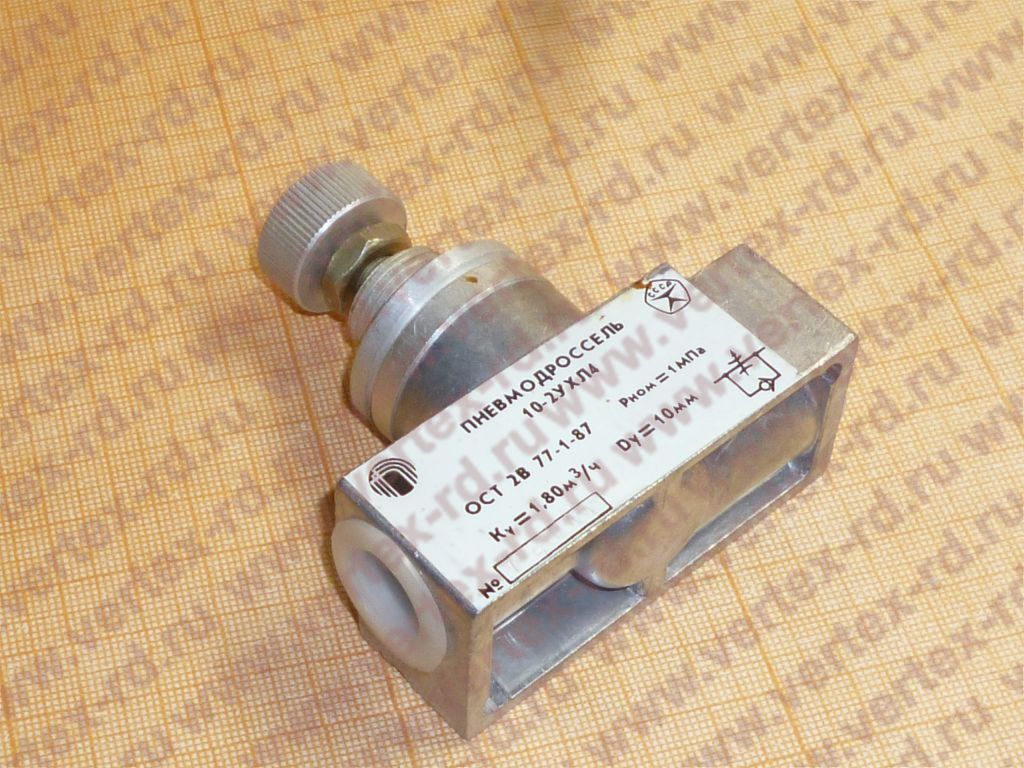 СССР
ПНЕВМОДРОССЕЛЬ
10-2УХЛ4
ОСТ 2В 77-1-87
Pном=1мПа
Kv=1,80м³/ч
Dy=10мм
№
www.vertex-rd.ru